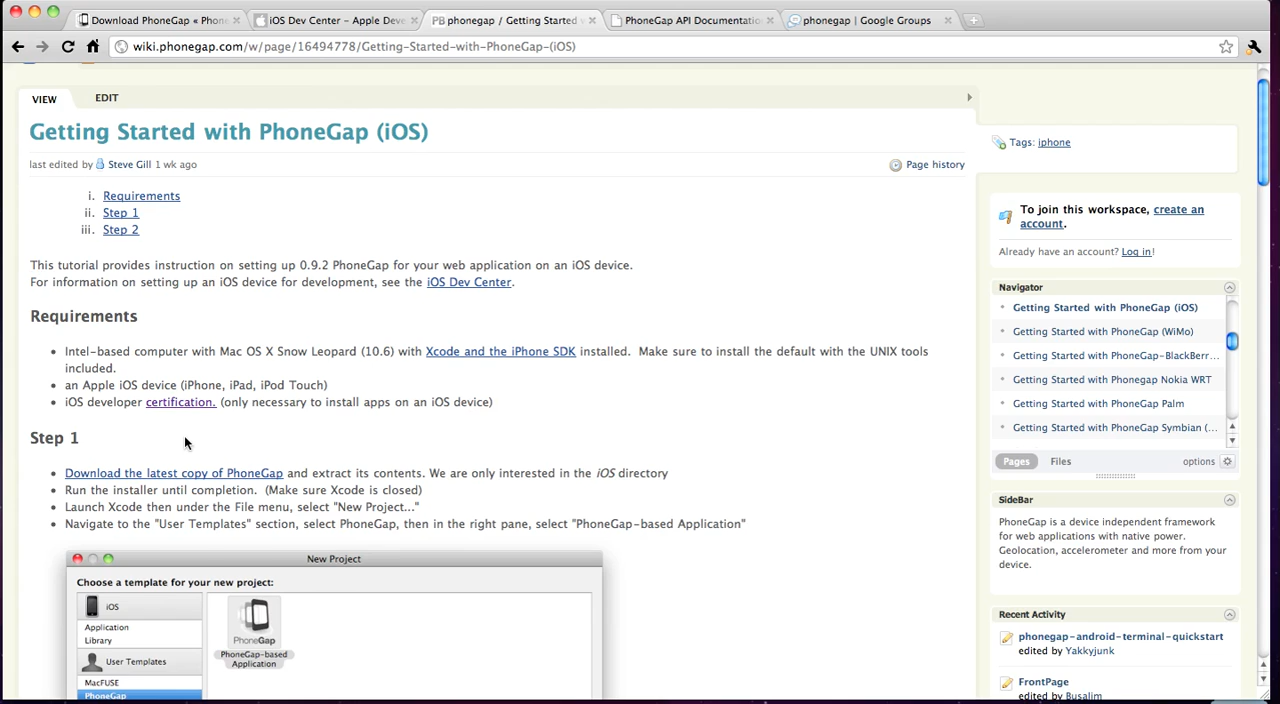 Download PhoneGap « Phone
iOS Dev Center – Apple Deve
PB phonegap / Getting Started
PhoneGap API Documentatio
phonegap | Google Groups
wiki.phonegap.com/w/page/16494778/Getting-Started-with-PhoneGap-(iOS)
VIEW
EDIT
Getting Started with PhoneGap (iOS)
last edited by Steve Gill 1 wk ago
Page history
i. Requirements
ii. Step 1
iii. Step 2
This tutorial provides instruction on setting up 0.9.2 PhoneGap for your web application on an iOS device.
For information on setting up an iOS device for development, see the iOS Dev Center.
Requirements
• Intel-based computer with Mac OS X Snow Leopard (10.6) with Xcode and the iPhone SDK installed. Make sure to install the default with the UNIX tools
included.
• an Apple iOS device (iPhone, iPad, iPod Touch)
• iOS developer certification. (only necessary to install apps on an iOS device)
Step 1
• Download the latest copy of PhoneGap and extract its contents. We are only interested in the iOS directory
• Run the installer until completion. (Make sure Xcode is closed)
• Launch Xcode then under the File menu, select "New Project..."
• Navigate to the "User Templates" section, select PhoneGap, then in the right pane, select "PhoneGap-based Application"
New Project
Choose a template for your new project:
iOS
Application
Library
User Templates
MacFUSE
PhoneGap
PhoneGap
PhoneGap-based
Application
Tags: iphone
To join this workspace, create an
account.
Already have an account? Log in!
Navigator
• Getting Started with PhoneGap (iOS)
• Getting Started with PhoneGap (WiMo)
• Getting Started with PhoneGap-BlackBerr...
• Getting Started with Phonegap Nokia WRT
• Getting Started with PhoneGap Palm
• Getting Started with PhoneGap Symbian (...
Pages
Files
options
SideBar
PhoneGap is a device independent framework
for web applications with native power.
Geolocation, accelerometer and more from your
device.
Recent Activity
phonegap-android-terminal-quickstart
edited by Yakkyjunk
FrontPage
edited by Busalim